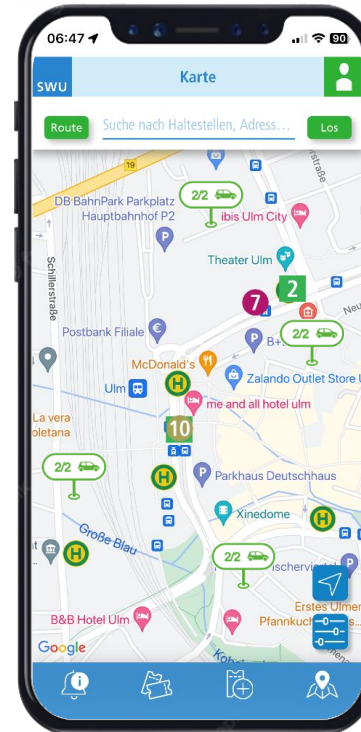 06:47
90
SWU
Karte
Route
Suche nach Haltestellen, Adress...
Los
19
DB BahnPark Parkplatz
Hauptbahnhof P2
2/2
ibis Ulm City
Schillerstraße
Theater Ulm
2
7
Neu
Postbank Filiale
2/2
B+
McDonald's
H
Zalando Outlet Store U
Ulm
me and all hotel ulm
La vera
oletana
10
2/2
H
Parkhaus Deutschhaus
Xinedome
H
Große Blau
H
2/2
ischerviertel
Erstes Ulmer
Pfannkuch
B&B Hotel Ulm
Google